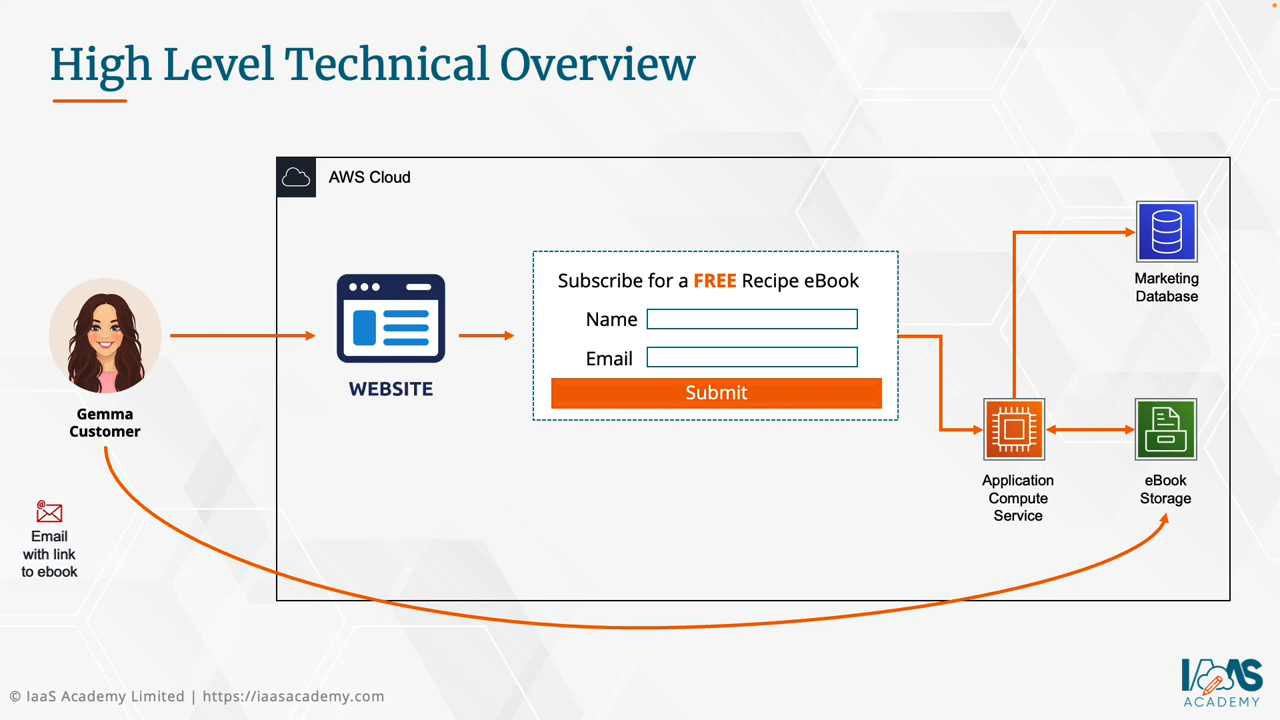 High Level Technical Overview
AWS Cloud
Subscribe for a FREE Recipe eBook
Name
Email
Submit
WEBSITE
Gemma
Customer
Marketing
Database
Application
Compute
Service
eBook
Storage
@
Email
with link
to ebook
© IaaS Academy Limited | https://iaasacademy.com
IAAS
ACADEMY